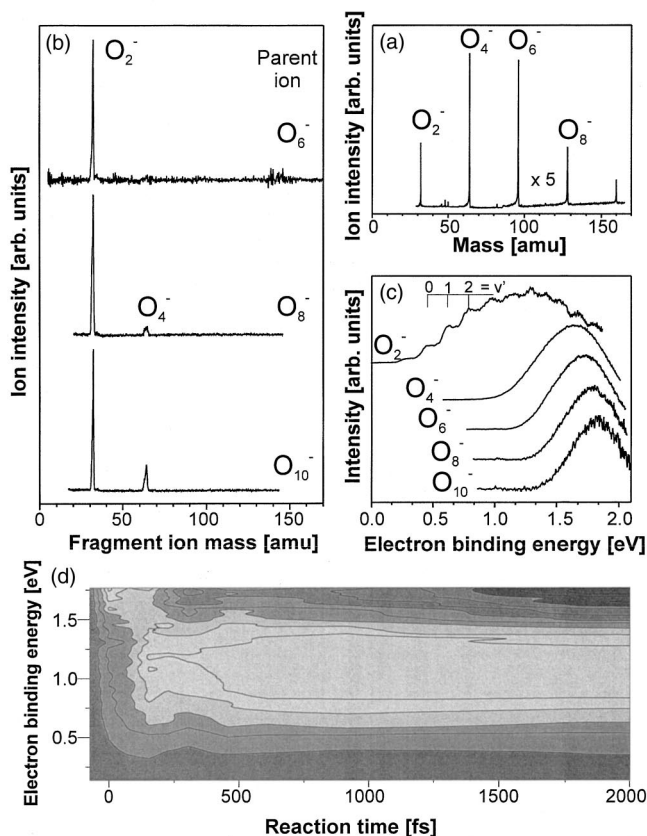 (b)
O2-
Parent
ion
O6-
O4-
O8-
O10-
Ion intensity [arb. units]
0 50 100 150
Fragment ion mass [amu]
(a)
O4-
O6-
O2-
O8-
x 5
Ion intensity [arb. units]
0 50 100 150
Mass [amu]
(c)
0 1 2 = v'
O2-
O4-
O6-
O8-
O10-
Intensity [arb. units]
0.0 0.5 1.0 1.5 2.0
Electron binding energy [eV]
(d)
Electron binding energy [eV]
1.5
1.0
0.5
0 500 1000 1500 2000
Reaction time [fs]